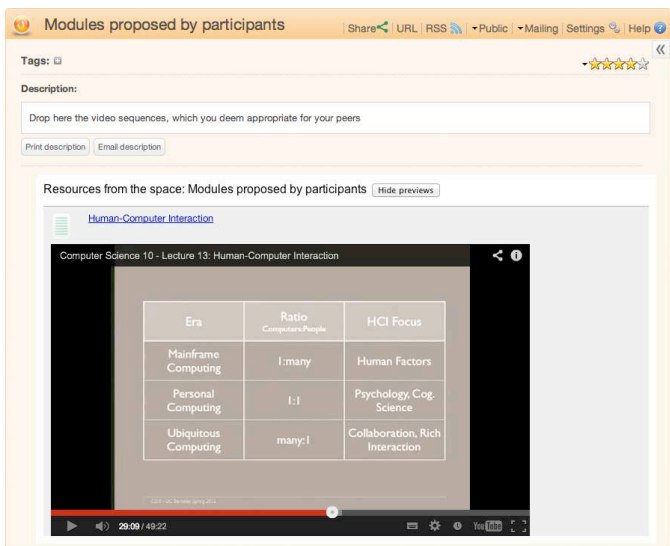 Modules proposed by participants
Share | URL | RSS | Public | Mailing | Settings | Help
Tags:
Description:
Drop here the video sequences, which you deem appropriate for your peers
Print description Email description
Resources from the space: Modules proposed by participants Hide previews
Human-Computer Interaction
Computer Science 10 - Lecture 13: Human-Computer Interaction
Era Ratio HCI Focus
Computers:People
Mainframe Computing 1:many Human Factors
Personal Computing 1:1 Psychology, Cog. Science
Ubiquitous Computing many:1 Collaboration, Rich Interaction
29:09 / 49:22 YouTube